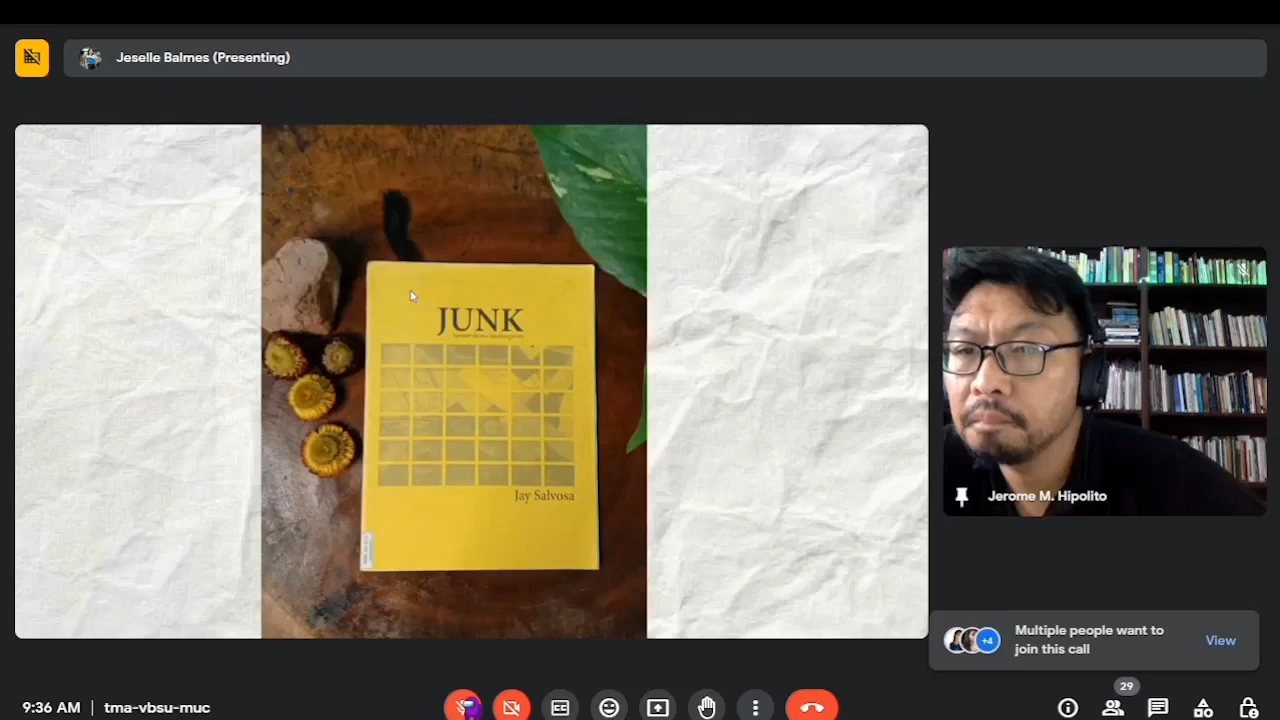 Jeselle Balmes (Presenting)
JUNK
Jay Salvosa
Jerome M. Hipolito
+4
Multiple people want to
join this call
View
29
9:36 AM | tma-vbsu-muc